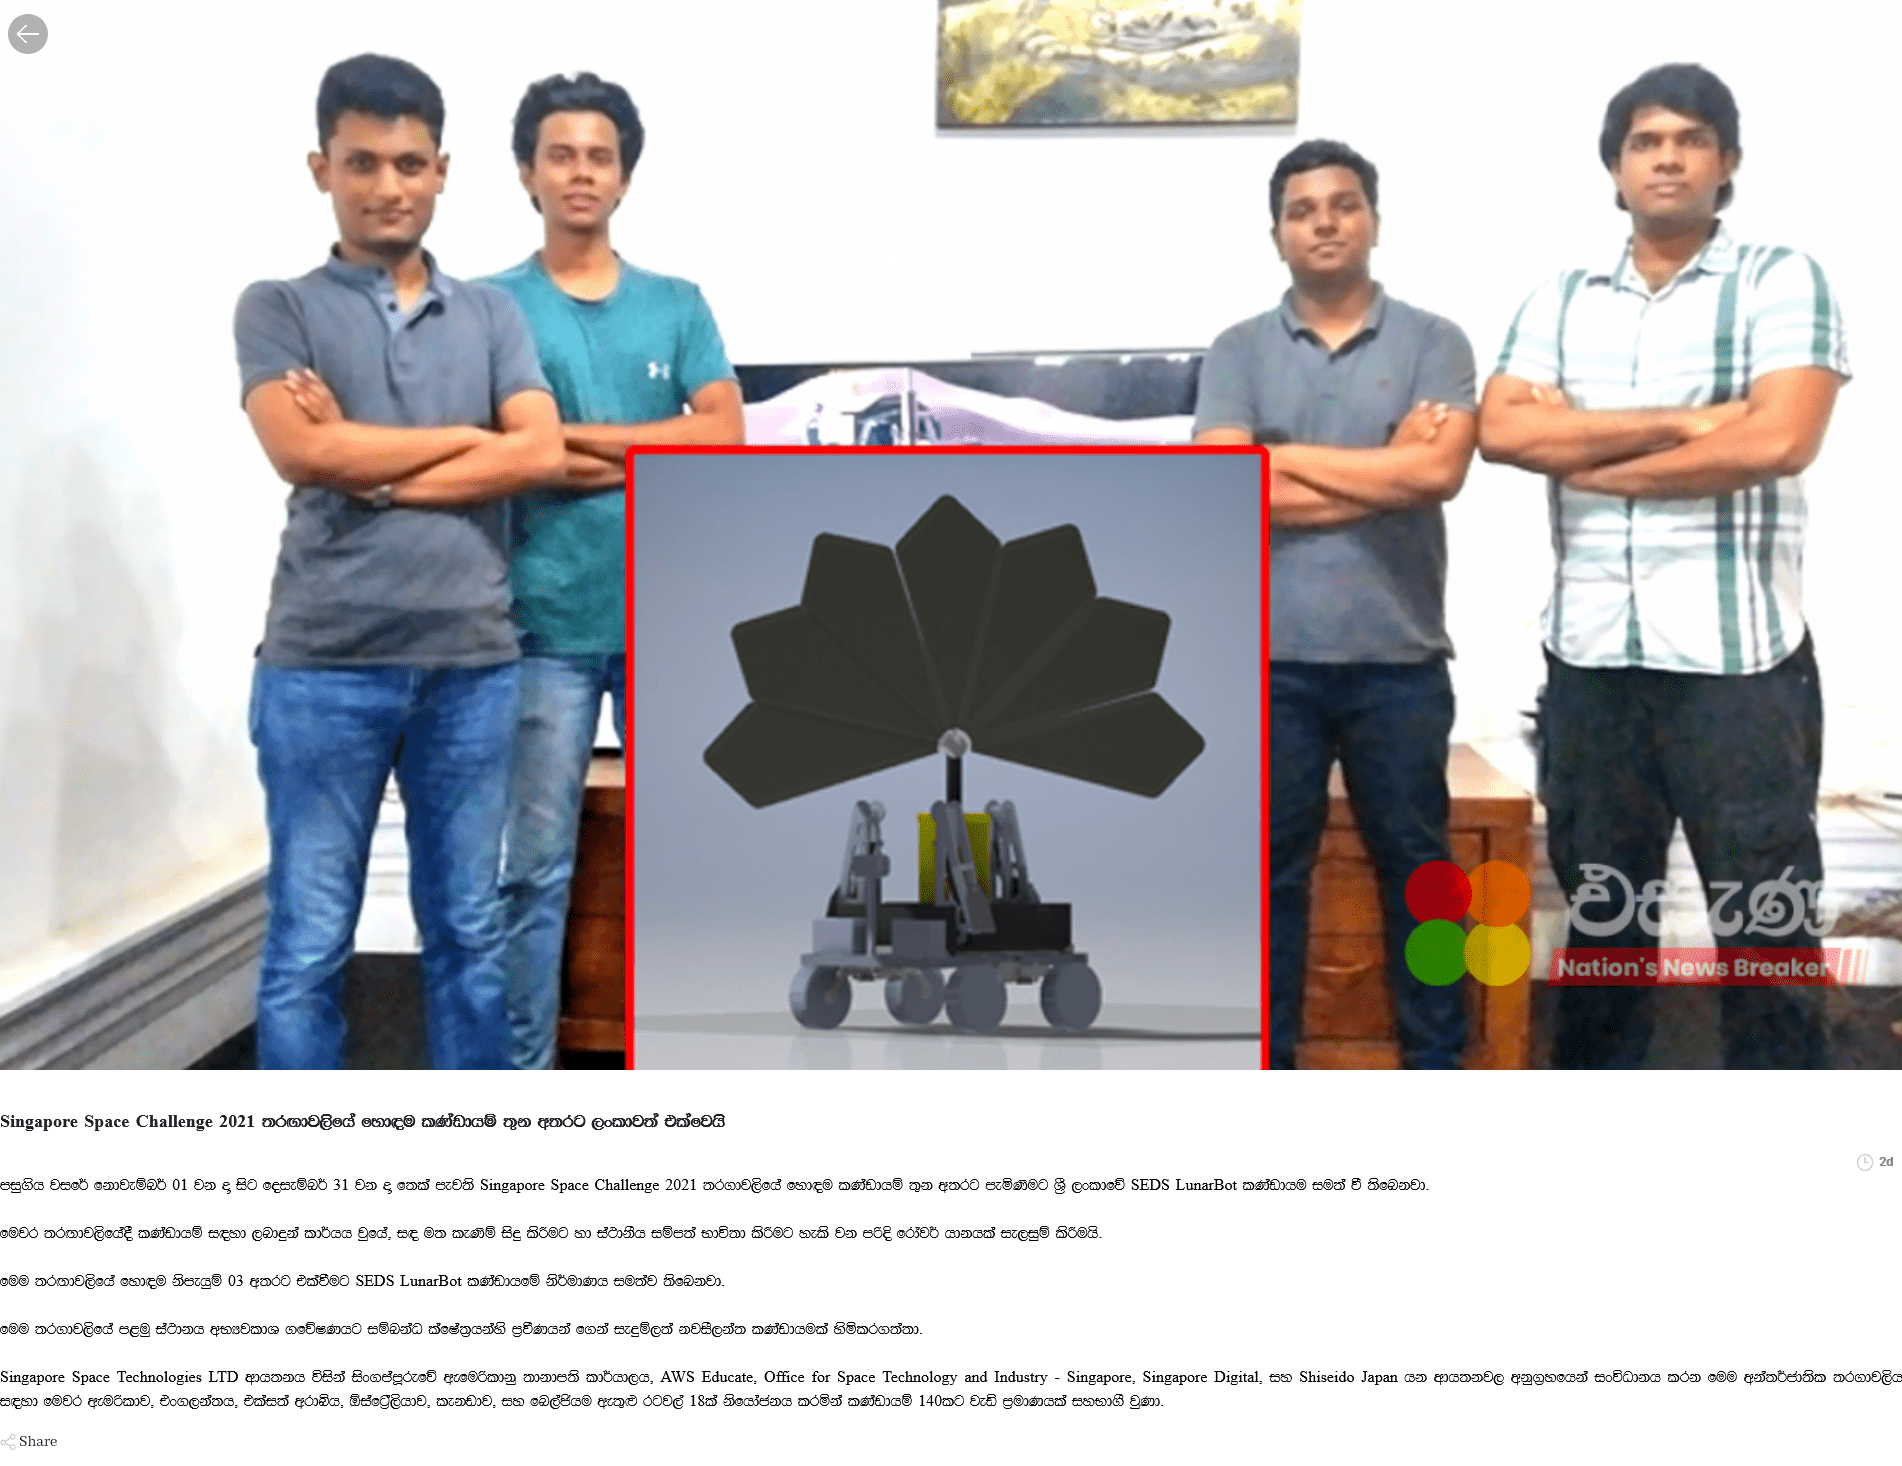 එසැණ
Nation's News Breaker
Singapore Space Challenge 2021 තරඟාවලියේ හොඳම කණ්ඩායම් තුන අතරට ලංකාවත් එක්වෙයි
2d
පසුගිය වසරේ නොවැම්බර් 01 වන දා සිට දෙසැම්බර් 31 වන දා තෙක් පැවති Singapore Space Challenge 2021 තරගාවලියේ හොඳම කණ්ඩායම් තුන අතරට පැමිණීමට ශ්‍රී ලංකාවේ SEDS LunarBot කණ්ඩායම සමත් වී තිබෙනවා.
මෙවර තරඟාවලියේදී කණ්ඩායම් සඳහා ලබාදුන් කාර්යය වුයේ, සඳ මත කැණීම් සිදු කිරීමට හා ස්ථානීය සම්පත් භාවිතා කිරීමට හැකි වන පරිදි රෝවර් යානයක් සැලසුම් කිරීමයි.
මෙම තරඟාවලියේ හොඳම නිපැයුම් 03 අතරට එක්වීමට SEDS LunarBot කණ්ඩායමේ නිර්මාණය සමත්ව තිබෙනවා.
මෙම තරගාවලියේ පළමු ස්ථානය අභ්‍යවකාශ ගවේෂණයට සම්බන්ධ ක්ෂේත්‍රයන්හි ප්‍රවීණයන් ගෙන් සැදුම්ලත් නවසීලන්ත කණ්ඩායමක් හිමිකරගත්තා.
Singapore Space Technologies LTD ආයතනය විසින් සිංගප්පූරුවේ ඇමෙරිකානු තානාපති කාර්යාලය, AWS Educate, Office for Space Technology and Industry - Singapore, Singapore Digital, සහ Shiseido Japan යන ආයතනවල අනුග්‍රහයෙන් සංවිධානය කරන මෙම අන්තර්ජාතික තරගාවලිය
සඳහා මෙවර ඇමරිකාව, එංගලන්තය, එක්සත් අරාබිය, ඕස්ට්‍රේලියාව, කැනඩාව, සහ බෙල්ජියම ඇතුළු රටවල් 18ක් නියෝජනය කරමින් කණ්ඩායම් 140කට වැඩි ප්‍රමාණයක් සහභාගී වුණා.
Share